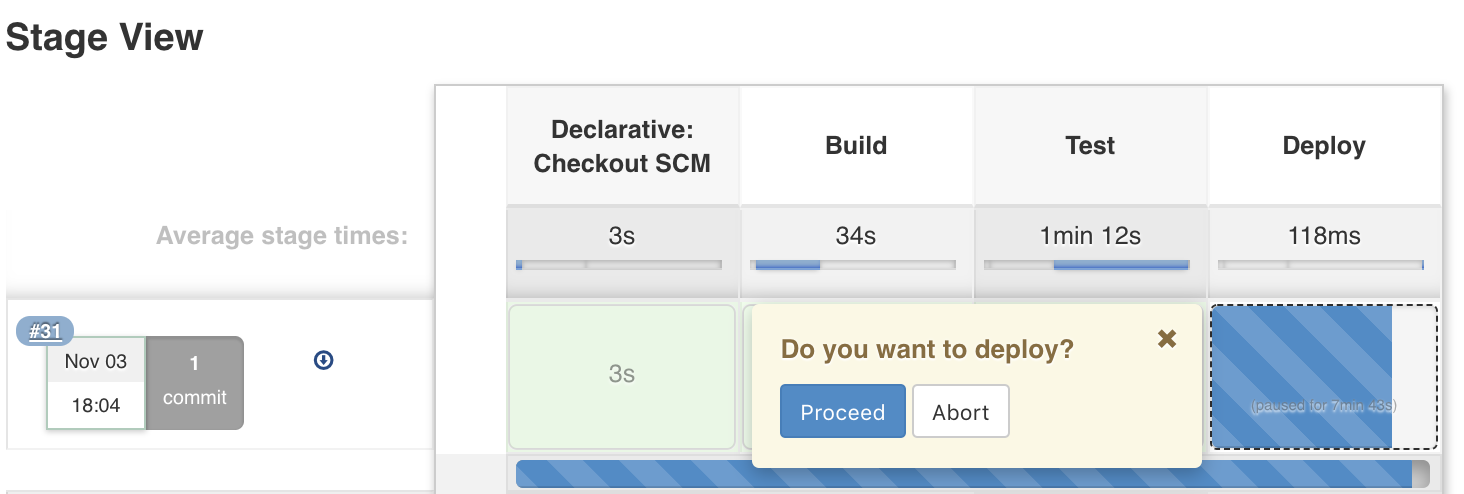 Stage View
Declarative:
Checkout SCM
Build
Test
Deploy
Average stage times:
3s
34s
1min 12s
118ms
#31
Nov 03
18:04
1
commit
3s
Do you want to deploy?
Proceed
Abort
(paused for 7min 43s)